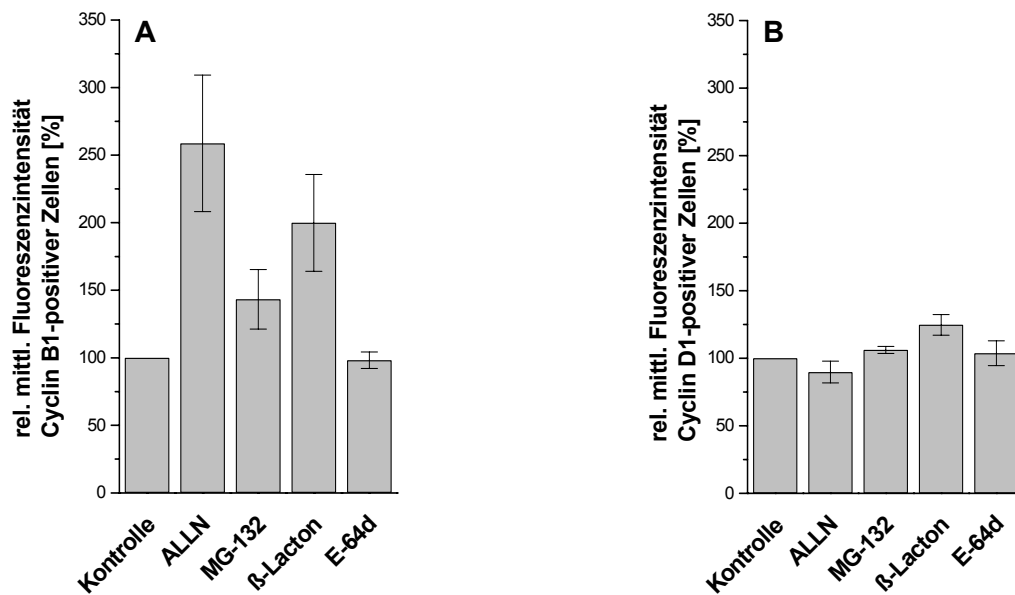 A
rel. mittl. Fluoreszenzintensität
Cyclin B1-positiver Zellen [%]
350
300
250
200
150
100
50
0
Kontrolle
ALLN
MG-132
ß-Lacton
E-64d
B
rel. mittl. Fluoreszenzintensität
Cyclin D1-positiver Zellen [%]
350
300
250
200
150
100
50
0
Kontrolle
ALLN
MG-132
ß-Lacton
E-64d